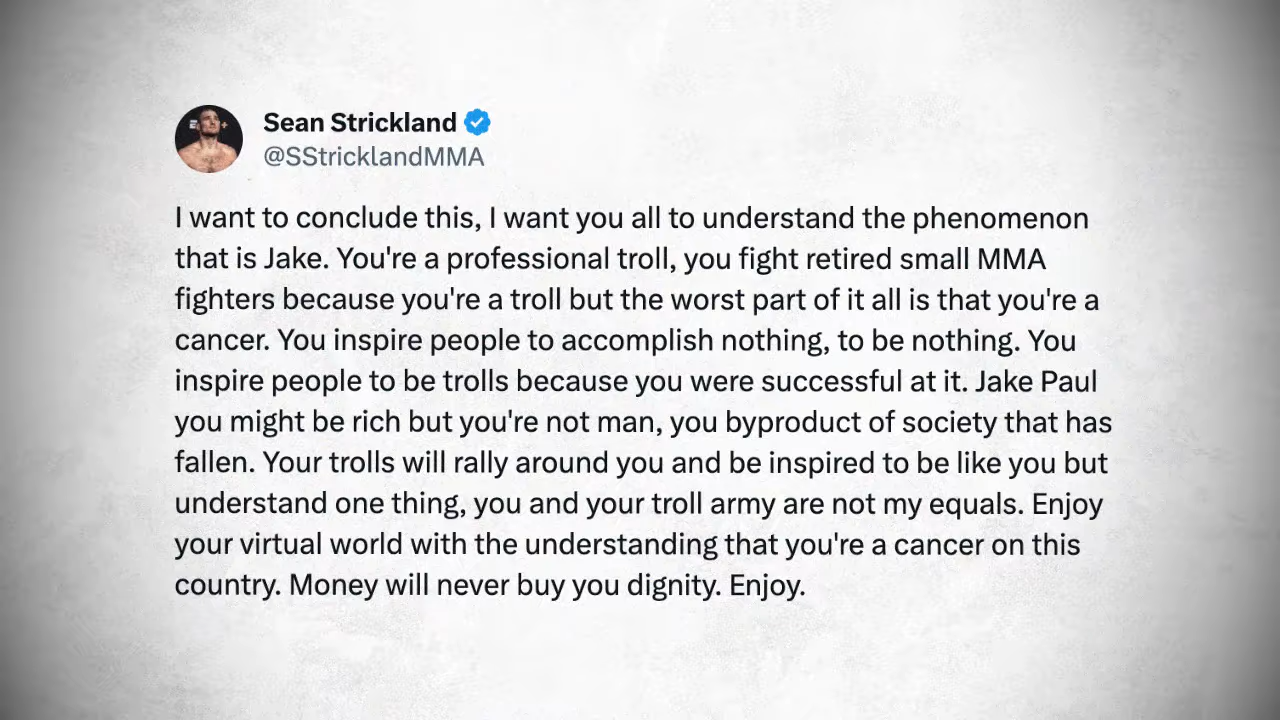 Sean Strickland
@SStricklandMMA
I want to conclude this, I want you all to understand the phenomenon
that is Jake. You're a professional troll, you fight retired small MMA
fighters because you're a troll but the worst part of it all is that you're a
cancer. You inspire people to accomplish nothing, to be nothing. You
inspire people to be trolls because you were successful at it. Jake Paul
you might be rich but you're not man, you byproduct of society that has
fallen. Your trolls will rally around you and be inspired to be like you but
understand one thing, you and your troll army are not my equals. Enjoy
your virtual world with the understanding that you're a cancer on this
country. Money will never buy you dignity. Enjoy.